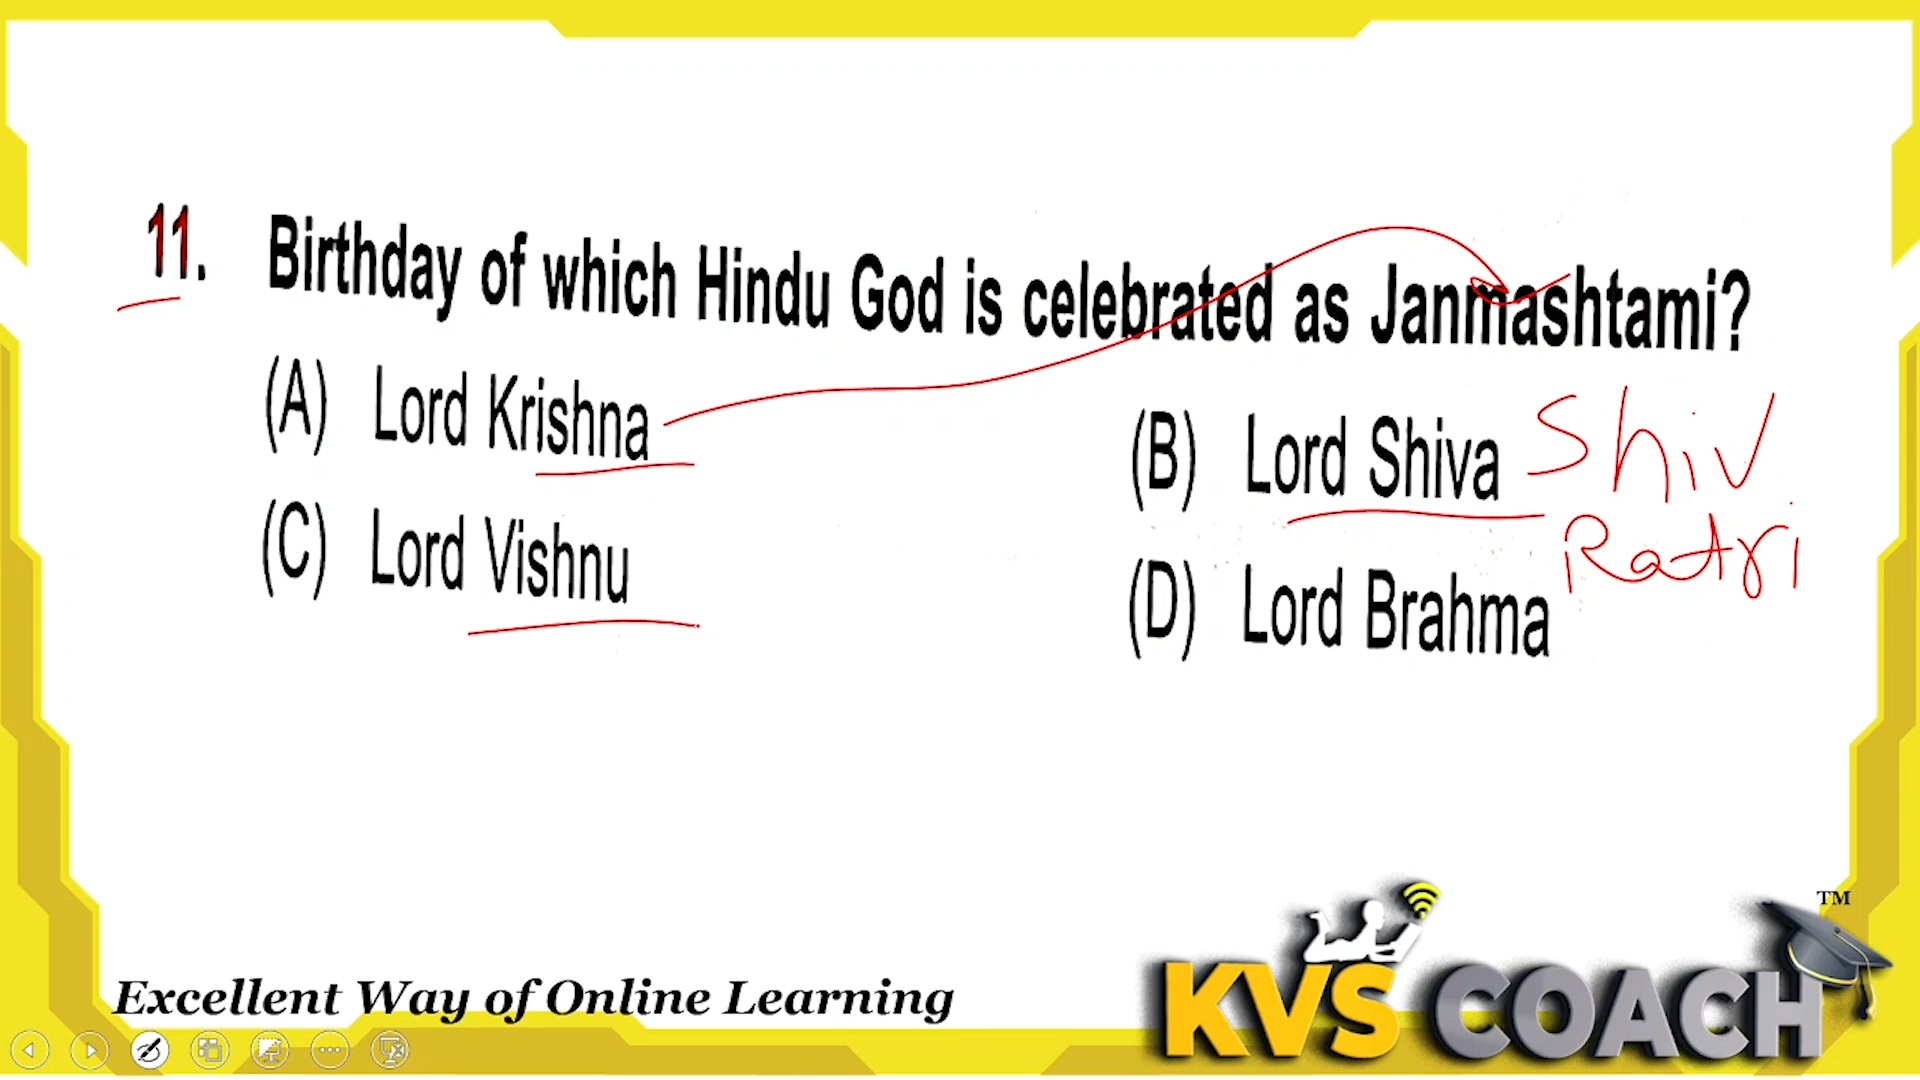 11. Birthday of which Hindu God is celebrated as Janmashtami?
(A) Lord Krishna
(B) Lord Shiva Shiv
Ratri
(C) Lord Vishnu
(D) Lord Brahma
Excellent Way of Online Learning
KVS COACH TM